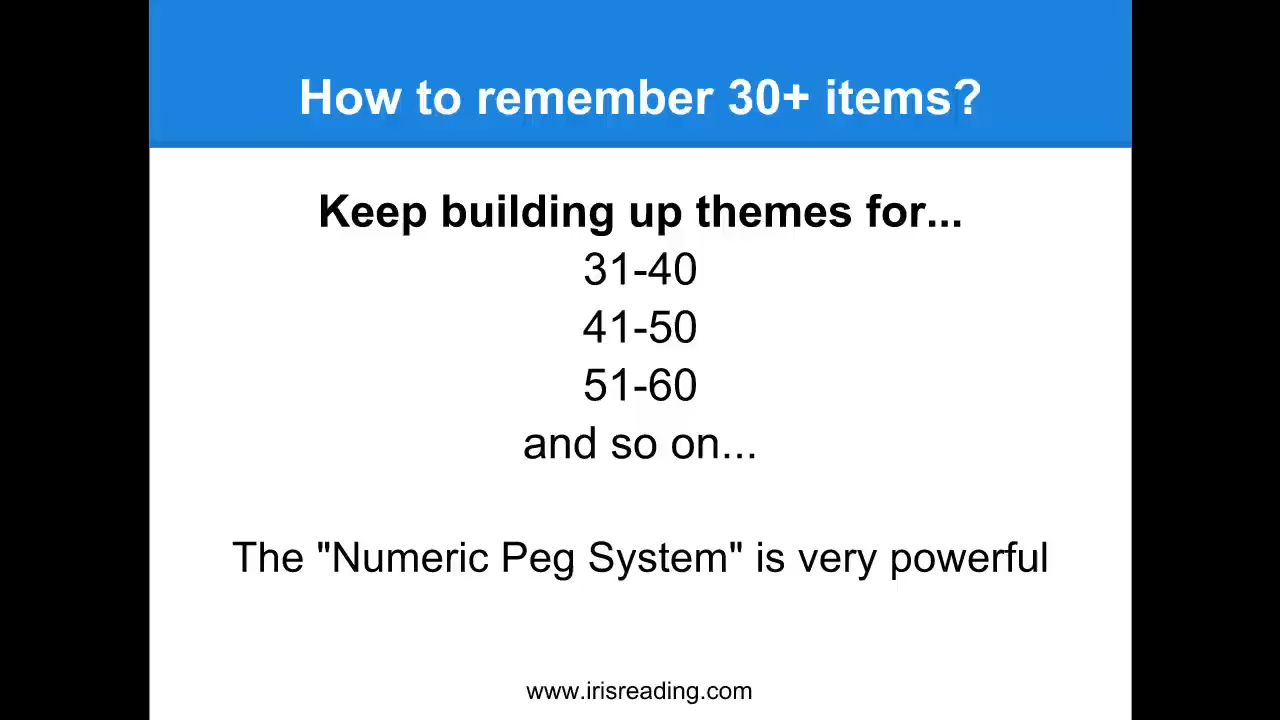 How to remember 30+ items?
Keep building up themes for...
31-40
41-50
51-60
and so on...
The "Numeric Peg System" is very powerful
www.irisreading.com